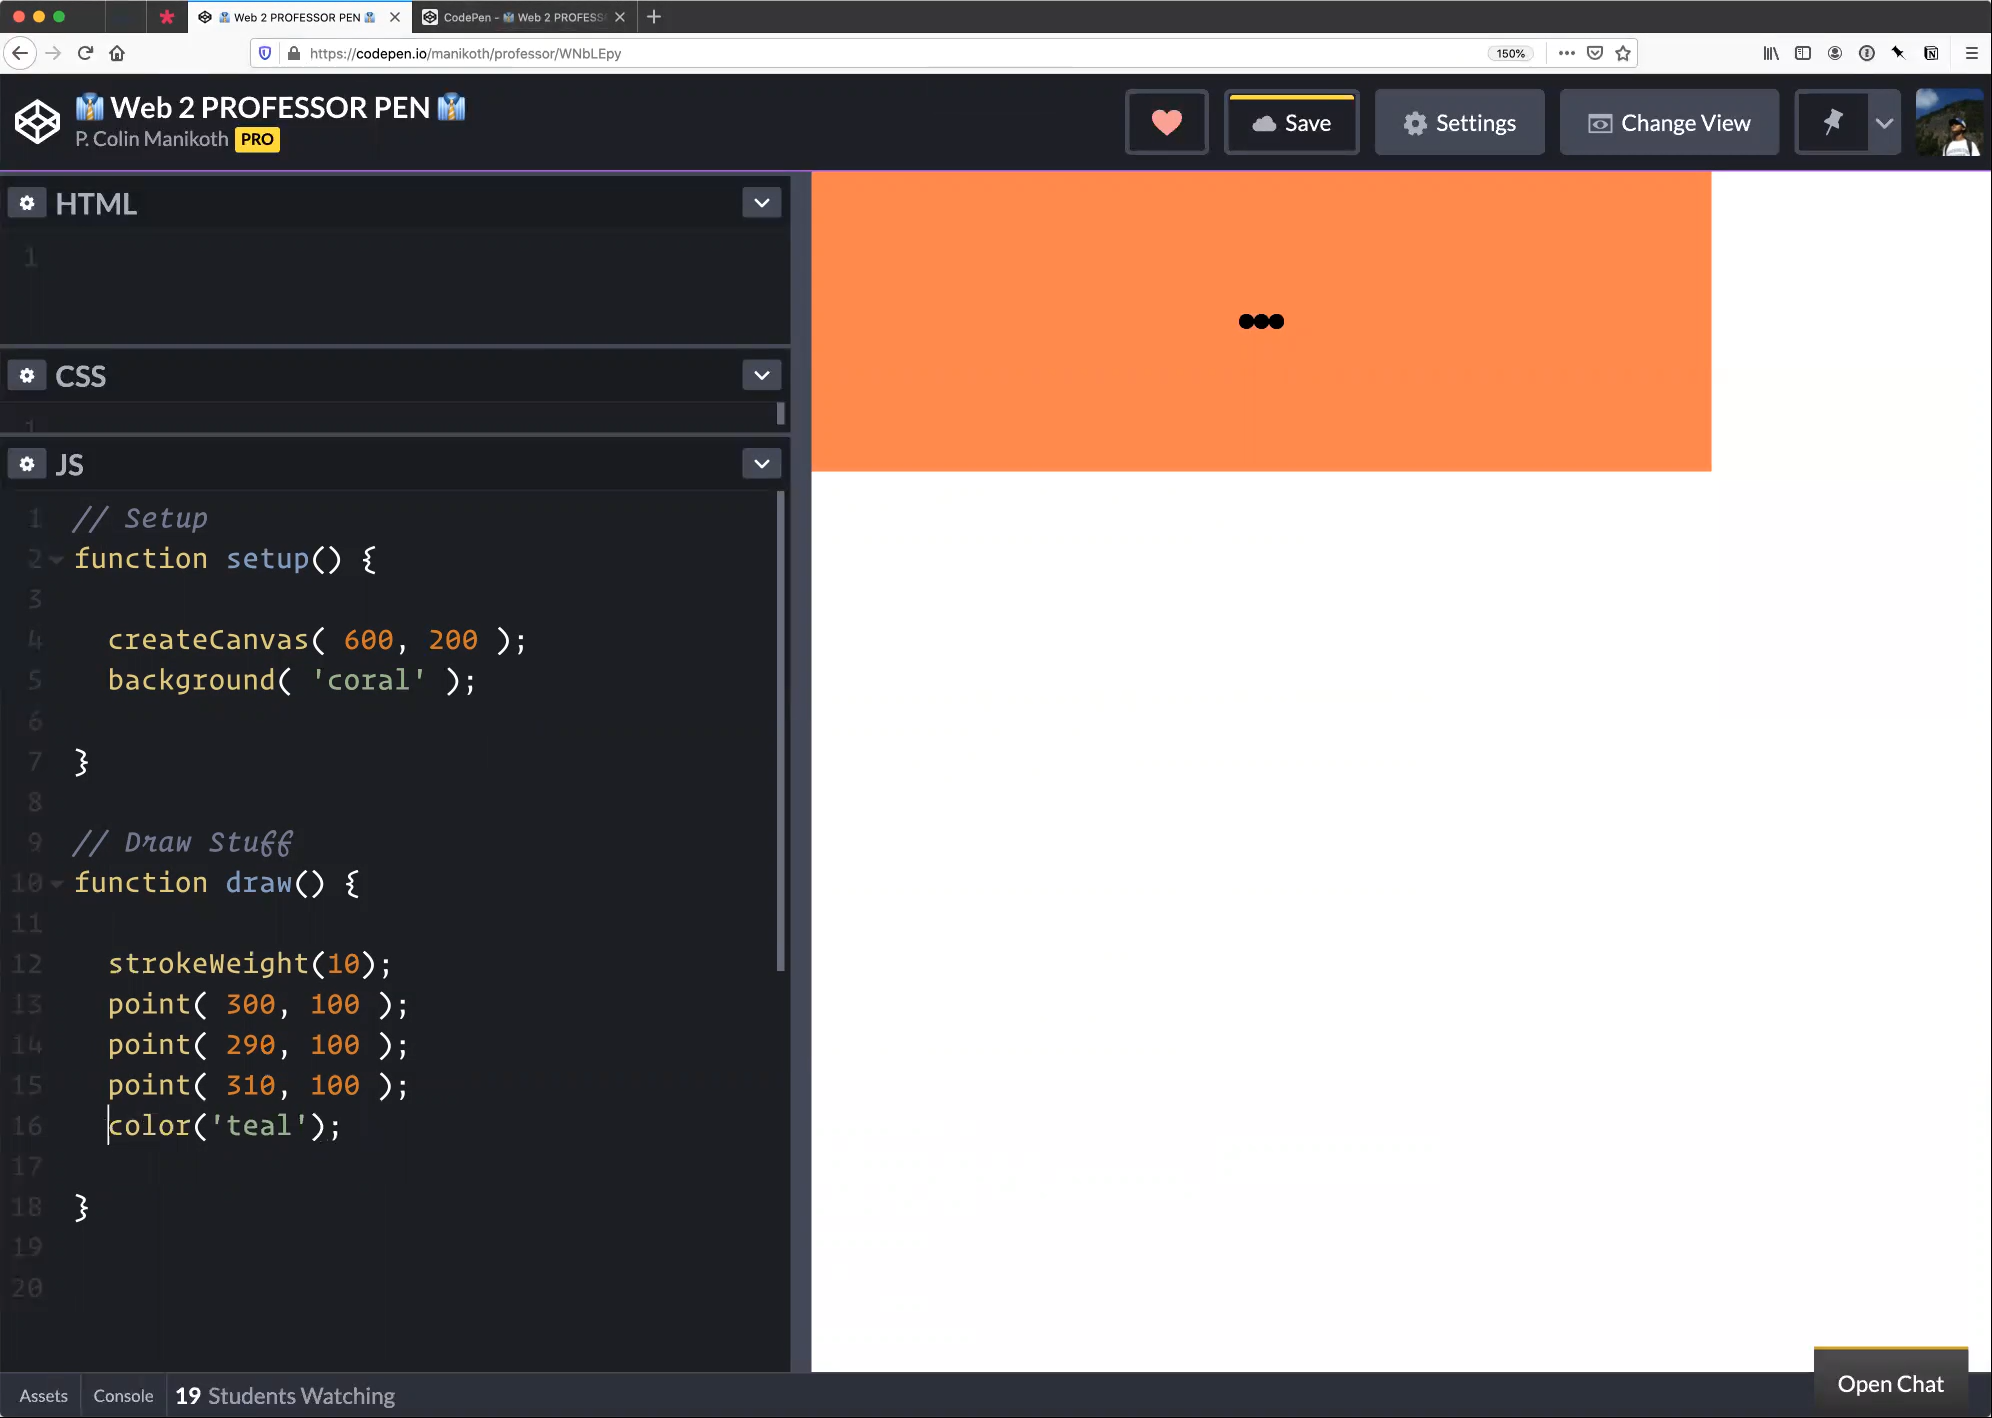 Web 2 PROFESSOR PEN
CodePen - Web 2 PROFESS
https://codepen.io/manikoth/professor/WNbLEpy
150%
Web 2 PROFESSOR PEN
P. Colin Manikoth PRO
Save
Settings
Change View
HTML
1
CSS
1
JS
1 // Setup
2 function setup() {
3
4 createCanvas( 600, 200 );
5 background( 'coral' );
6
7 }
8
9 // Draw Stuff
10 function draw() {
11
12 strokeWeight(10);
13 point( 300, 100 );
14 point( 290, 100 );
15 point( 310, 100 );
16 color('teal');
17
18 }
19
20
Assets
Console
19 Students Watching
Open Chat